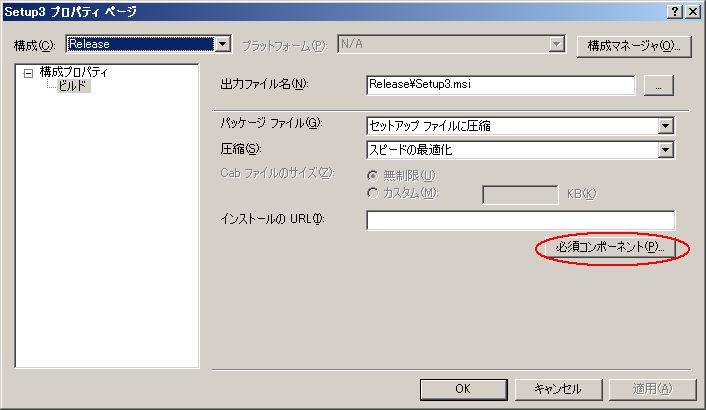 Setup3 プロパティ ページ
構成(C): Release プラットフォーム(P): N/A 構成マネージャ(O)...
構成プロパティ
ビルド
出力ファイル名(N): Release¥Setup3.msi ...
パッケージ ファイル(G): セットアップ ファイルに圧縮
圧縮(S): スピードの最適化
Cab ファイルのサイズ(Z): 無制限(U)
カスタム(M): KB(K)
インストールの URL(I):
必須コンポーネント(P)...
OK キャンセル 適用(A)